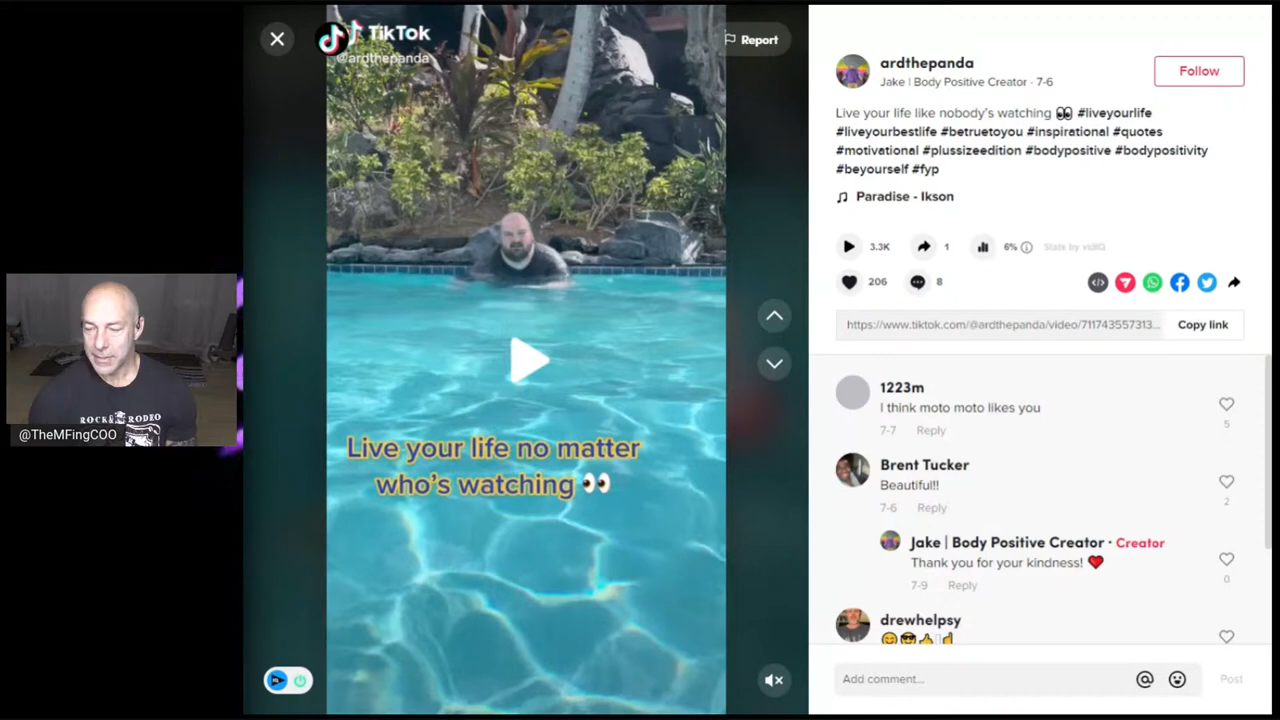 TikTok
@ardthepanda
Report
Live your life no matter
who's watching 👀
ROCK & RODEO
@TheMFingCOO
ardthepanda
Jake | Body Positive Creator · 7-6
Follow
Live your life like nobody's watching 👀 #liveyourlife
#liveyourbestlife #betruetoyou #inspirational #quotes
#motivational #plussizeedition #bodypositive #bodypositivity
#beyourself #fyp
Paradise - Ikson
3.3K
1
6%
Stats by vidIQ
206
8
https://www.tiktok.com/@ardthepanda/video/711743557313...
Copy link
1223m
I think moto moto likes you
7-7 Reply
5
Brent Tucker
Beautiful!!
7-6 Reply
2
Jake | Body Positive Creator · Creator
Thank you for your kindness! ❤️
7-9 Reply
0
drewhelpsy
Add comment...
Post